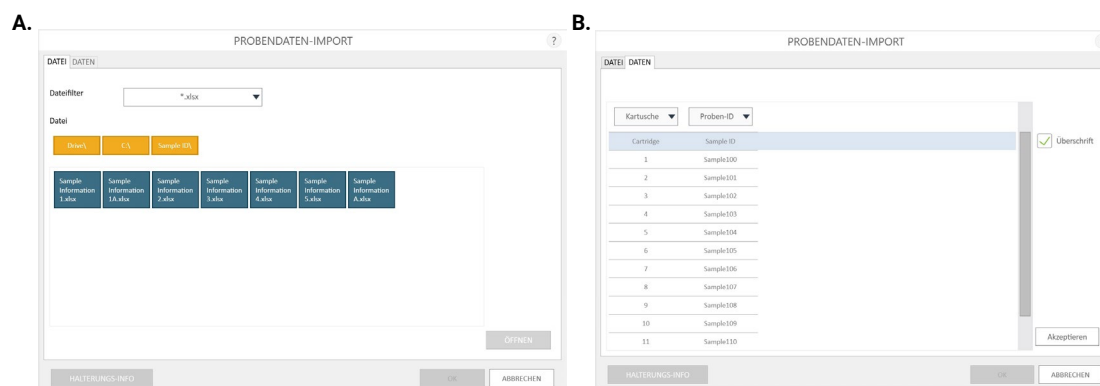 A.
PROBENDATEN-IMPORT
?
DATEI DATEN
Dateifilter
*.xlsx
Datei
Drive\ C:\ Sample ID\
Sample Information 1.xlsx
Sample Information 1A.xlsx
Sample Information 2.xlsx
Sample Information 3.xlsx
Sample Information 4.xlsx
Sample Information 5.xlsx
Sample Information A.xlsx
ÖFFNEN
HALTERUNGS-INFO
OK
ABBRECHEN
B.
PROBENDATEN-IMPORT
DATEI DATEN
Kartusche Proben-ID
Cartridge Sample ID
1 Sample100
2 Sample101
3 Sample102
4 Sample103
5 Sample104
6 Sample105
7 Sample106
8 Sample107
9 Sample108
10 Sample109
11 Sample110
Überschrift
Akzeptieren
HALTERUNGS-INFO
OK
ABBRECHEN